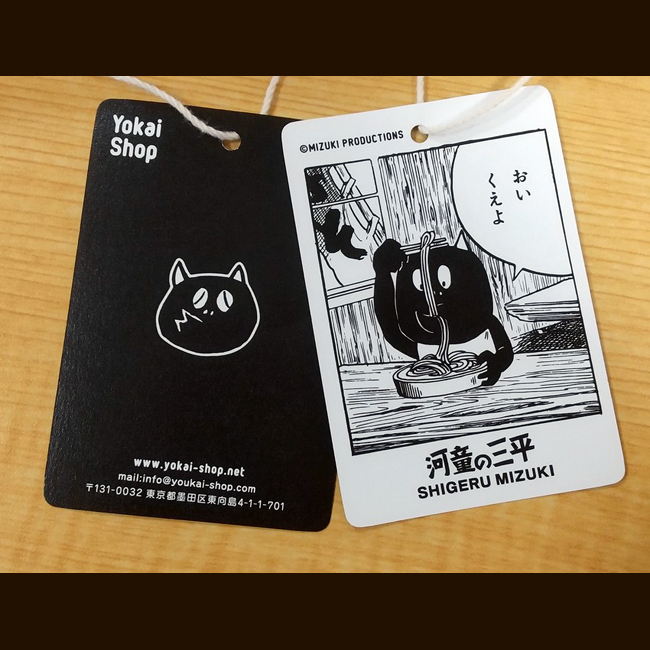 Yokai
Shop
www.yokai-shop.net
mail:info@youkai-shop.com
〒131-0032 東京都墨田区東向島4-1-1-701
©MIZUKI PRODUCTIONS
おい
くえよ
河童の三平
SHIGERU MIZUKI